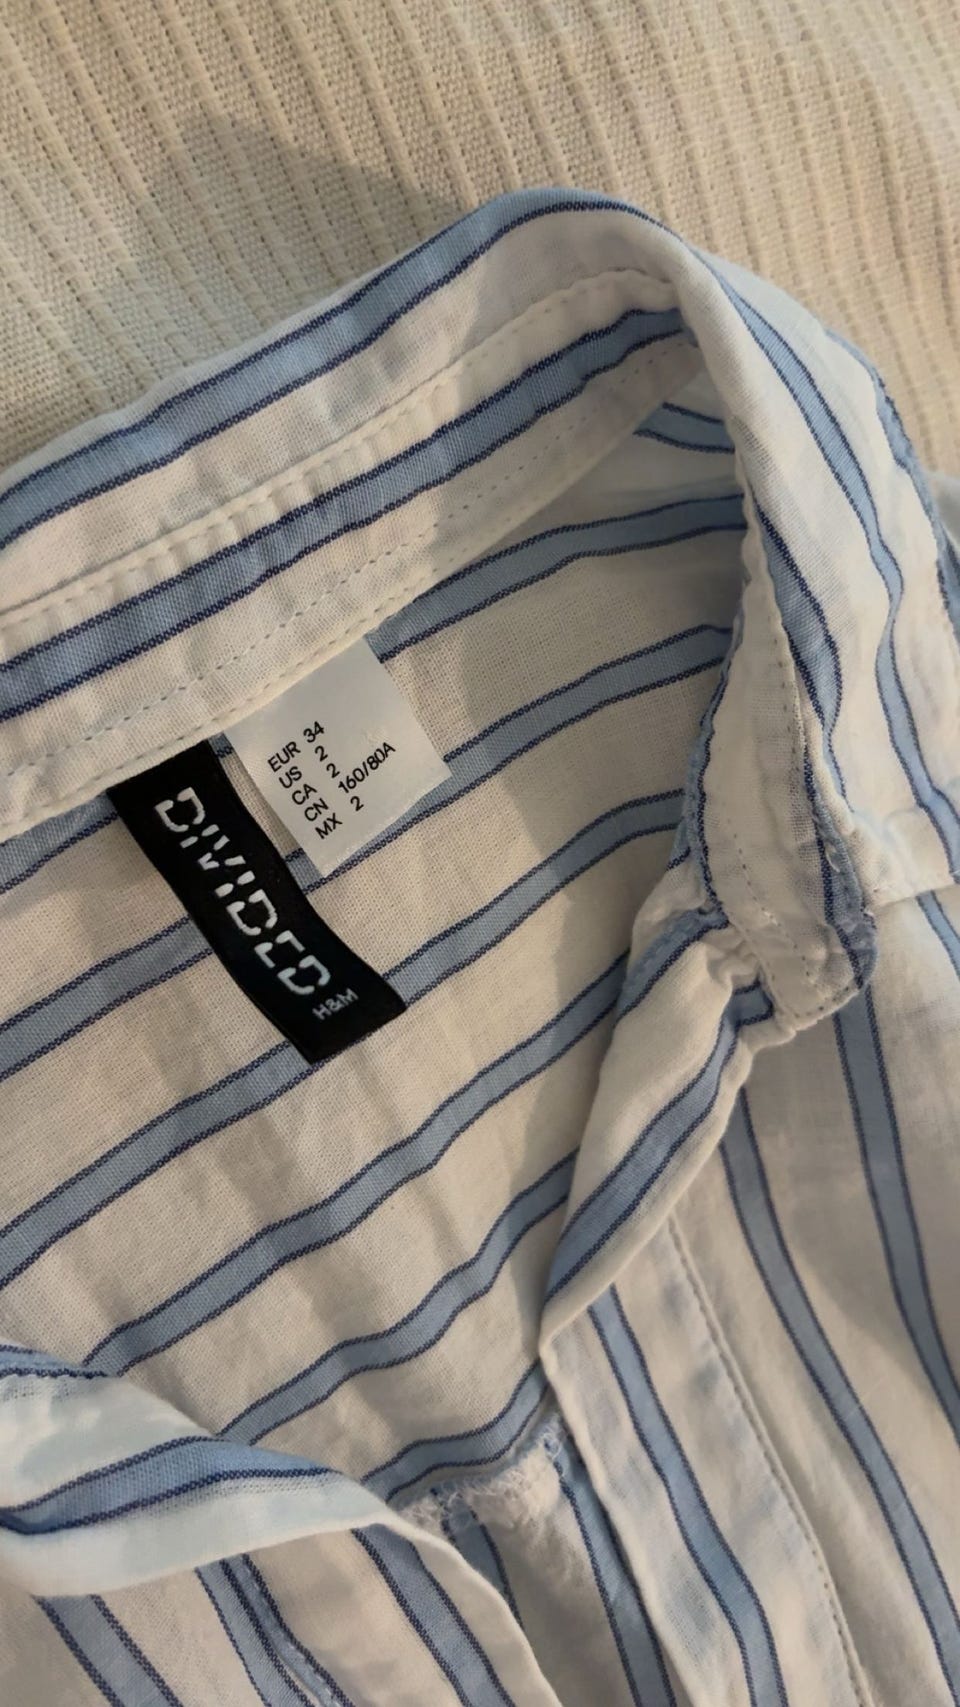 EUR 34
US 2
CA 2
CN 160/80A
MX 2
DIVIDED
H&M